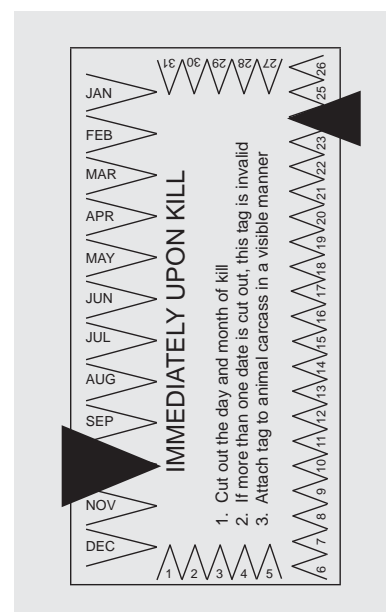 JAN
FEB
MAR
APR
MAY
JUN
JUL
AUG
SEP
NOV
DEC
1 2 3 4 5
6
7
8
9
10
11
12
13
14
15
16
17
18
19
20
21
22
23
25
26
27
28
29
30
31
IMMEDIATELY UPON KILL
1. Cut out the day and month of kill
2. If more than one date is cut out, this tag is invalid
3. Attach tag to animal carcass in a visible manner